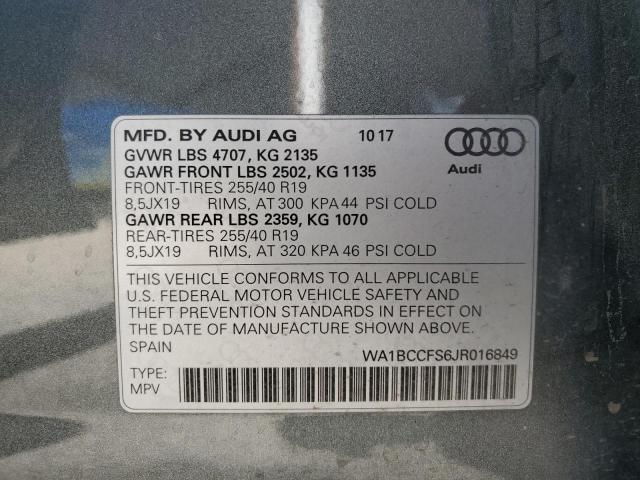 MFD. BY AUDI AG 10 17
GVWR LBS 4707, KG 2135
GAWR FRONT LBS 2502, KG 1135
FRONT-TIRES 255/40 R19
8,5JX19 RIMS, AT 300 KPA 44 PSI COLD
GAWR REAR LBS 2359, KG 1070
REAR-TIRES 255/40 R19
8,5JX19 RIMS, AT 320 KPA 46 PSI COLD
Audi
THIS VEHICLE CONFORMS TO ALL APPLICABLE
U.S. FEDERAL MOTOR VEHICLE SAFETY AND
THEFT PREVENTION STANDARDS IN EFFECT ON
THE DATE OF MANUFACTURE SHOWN ABOVE.
SPAIN WA1BCCFS6JR016849
TYPE:
MPV